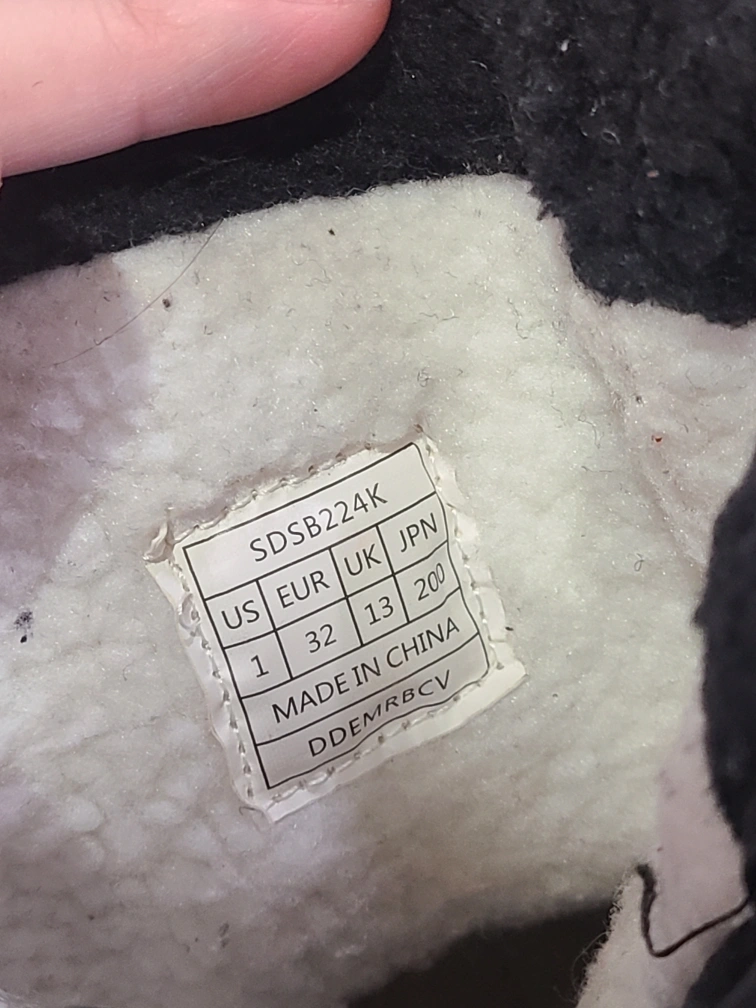 SDSB224K
US EUR UK JPN
1 32 13 200
MADE IN CHINA
DDEMRBCV